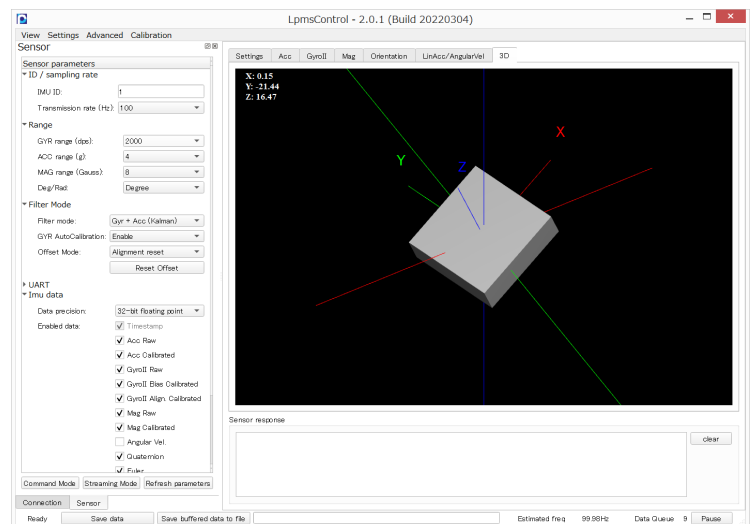 LpmsControl - 2.0.1 (Build 20220304)
View Settings Advanced Calibration
Sensor
Sensor parameters
ID / sampling rate
IMU ID: 1
Transmission rate (Hz): 100
Range
GYR range (dps): 2000
ACC range (g): 4
MAG range (Gauss): 8
Deg/Rad: Degree
Filter Mode
Filter mode: Gyr + Acc (Kalman)
GYR AutoCalibration: Enable
Offset Mode: Alignment reset
Reset Offset
UART
Imu data
Data precision: 32-bit floating point
Enabled data: Timestamp
Acc Raw
Acc Calibrated
GyroII Raw
GyroII Bias Calibrated
GyroII Align. Calibrated
Mag Raw
Mag Calibrated
Angular Vel.
Quaternion
Euler
Command Mode Streaming Mode Refresh parameters
Connection Sensor
Settings Acc GyroII Mag Orientation LinAcc/AngularVel 3D
X: 0.15
Y: -21.44
Z: 16.47
X
Y
Z
Sensor response
clear
Ready Save data Save buffered data to file Estimated freq 99.98Hz Data Queue 9 Pause